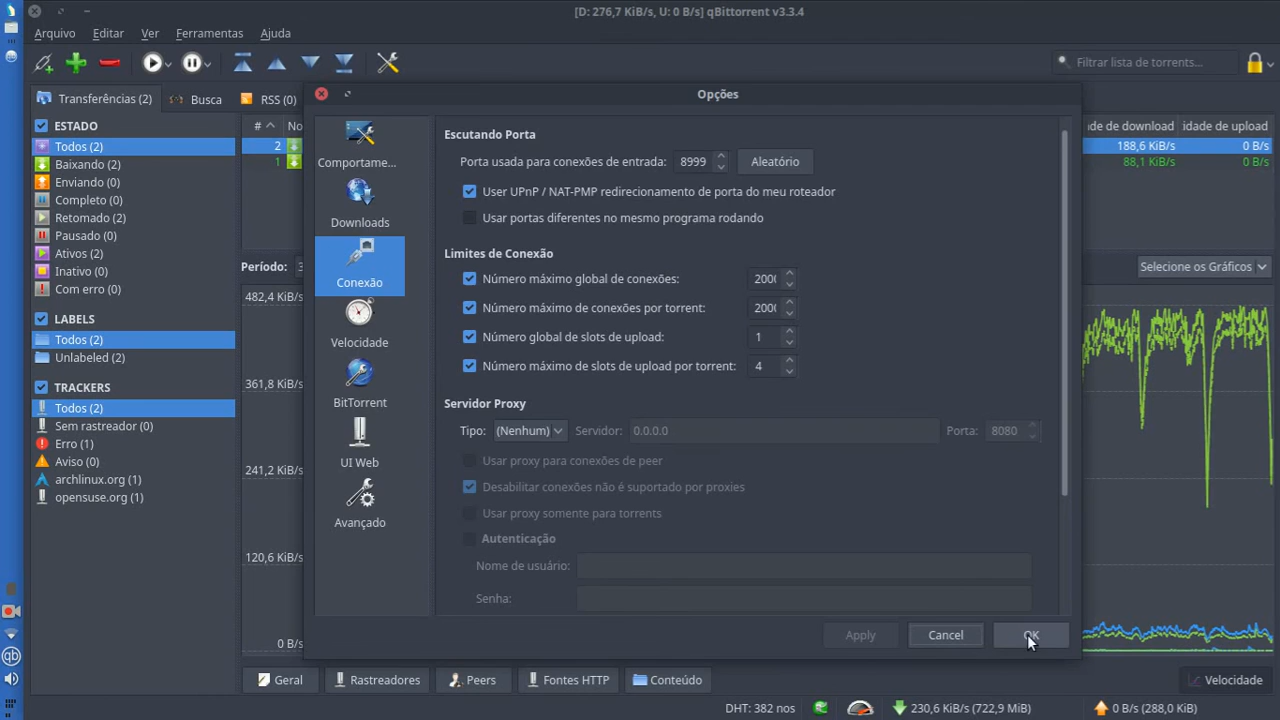 [D: 276,7 KiB/s, U: 0 B/s] qBittorrent v3.3.4
Arquivo Editar Ver Ferramentas Ajuda
Filtrar lista de torrents...
Transferências (2) Busca RSS (0)
Opções
ESTADO
Todos (2)
Baixando (2)
Enviando (0)
Completo (0)
Retomado (2)
Pausado (0)
Ativos (2)
Inativo (0)
Com erro (0)
LABELS
Todos (2)
Unlabeled (2)
TRACKERS
Todos (2)
Sem rastreador (0)
Erro (1)
Aviso (0)
archlinux.org (1)
opensuse.org (1)
# No
2
1
Período: 3
482,4 KiB/s
361,8 KiB/s
241,2 KiB/s
120,6 KiB/s
0 B/s
Comportame...
Downloads
Conexão
Velocidade
BitTorrent
UI Web
Avançado
Escutando Porta
Porta usada para conexões de entrada: 8999 Aleatório
User UPnP / NAT-PMP redirecionamento de porta do meu roteador
Usar portas diferentes no mesmo programa rodando
Limites de Conexão
Número máximo global de conexões: 200
Número máximo de conexões por torrent: 200
Número global de slots de upload: 1
Número máximo de slots de upload por torrent: 4
Servidor Proxy
Tipo: (Nenhum) Servidor: 0.0.0.0 Porta: 8080
Usar proxy para conexões de peer
Desabilitar conexões não é suportado por proxies
Usar proxy somente para torrents
Autenticação
Nome de usuário:
Senha:
Apply Cancel OK
ide de download idade de upload
188,6 KiB/s 0 B/s
88,1 KiB/s 0 B/s
Selecione os Gráficos
Geral Rastreadores Peers Fontes HTTP Conteúdo Velocidade
qb
DHT: 382 nos 230,6 KiB/s (722,9 MiB) 0 B/s (288,0 KiB)